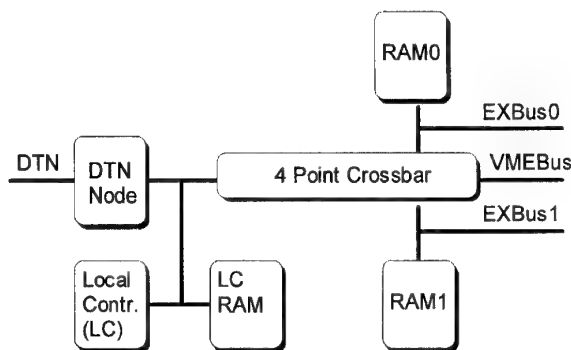 RAM0
EXBus0
DTN
DTN
Node
4 Point Crossbar
VMEBus
EXBus1
Local
Contr.
(LC)
LC
RAM
RAM1